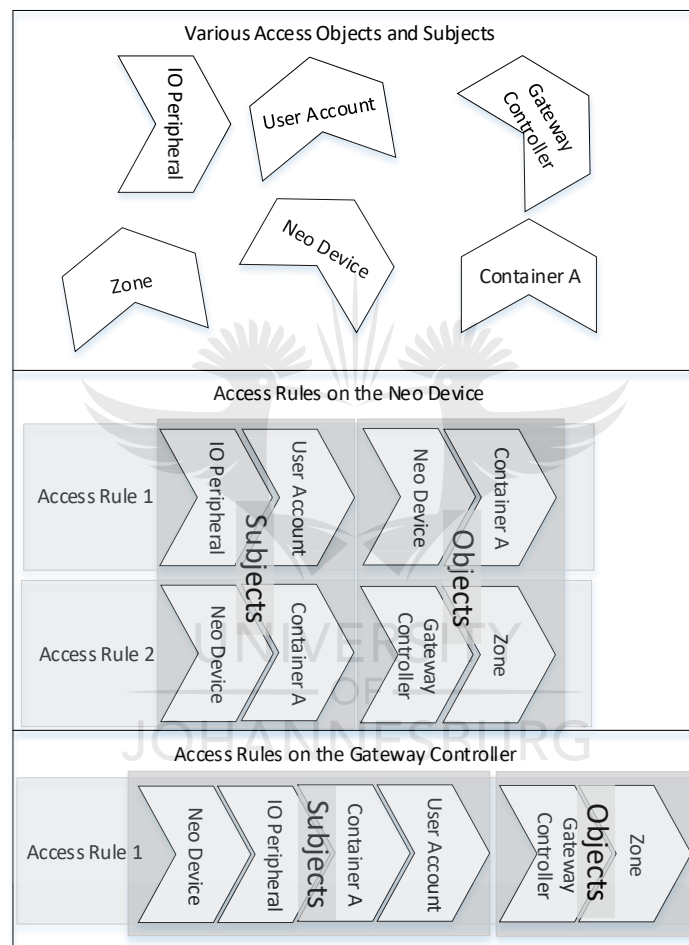 Various Access Objects and Subjects
IO Peripheral
User Account
Gateway
Controller
Zone
Neo Device
Container A
Access Rules on the Neo Device
Access Rule 1
IO Peripheral
User Account
Neo Device
Container A
Subjects
Objects
Access Rule 2
Neo Device
Container A
Gateway
Controller
Zone
UNIVERSITY
OF
JOHANNESBURG
Access Rules on the Gateway Controller
Access Rule 1
Neo Device
IO Peripheral
Subjects
Container A
User Account
Gateway
Controller
Objects
Zone